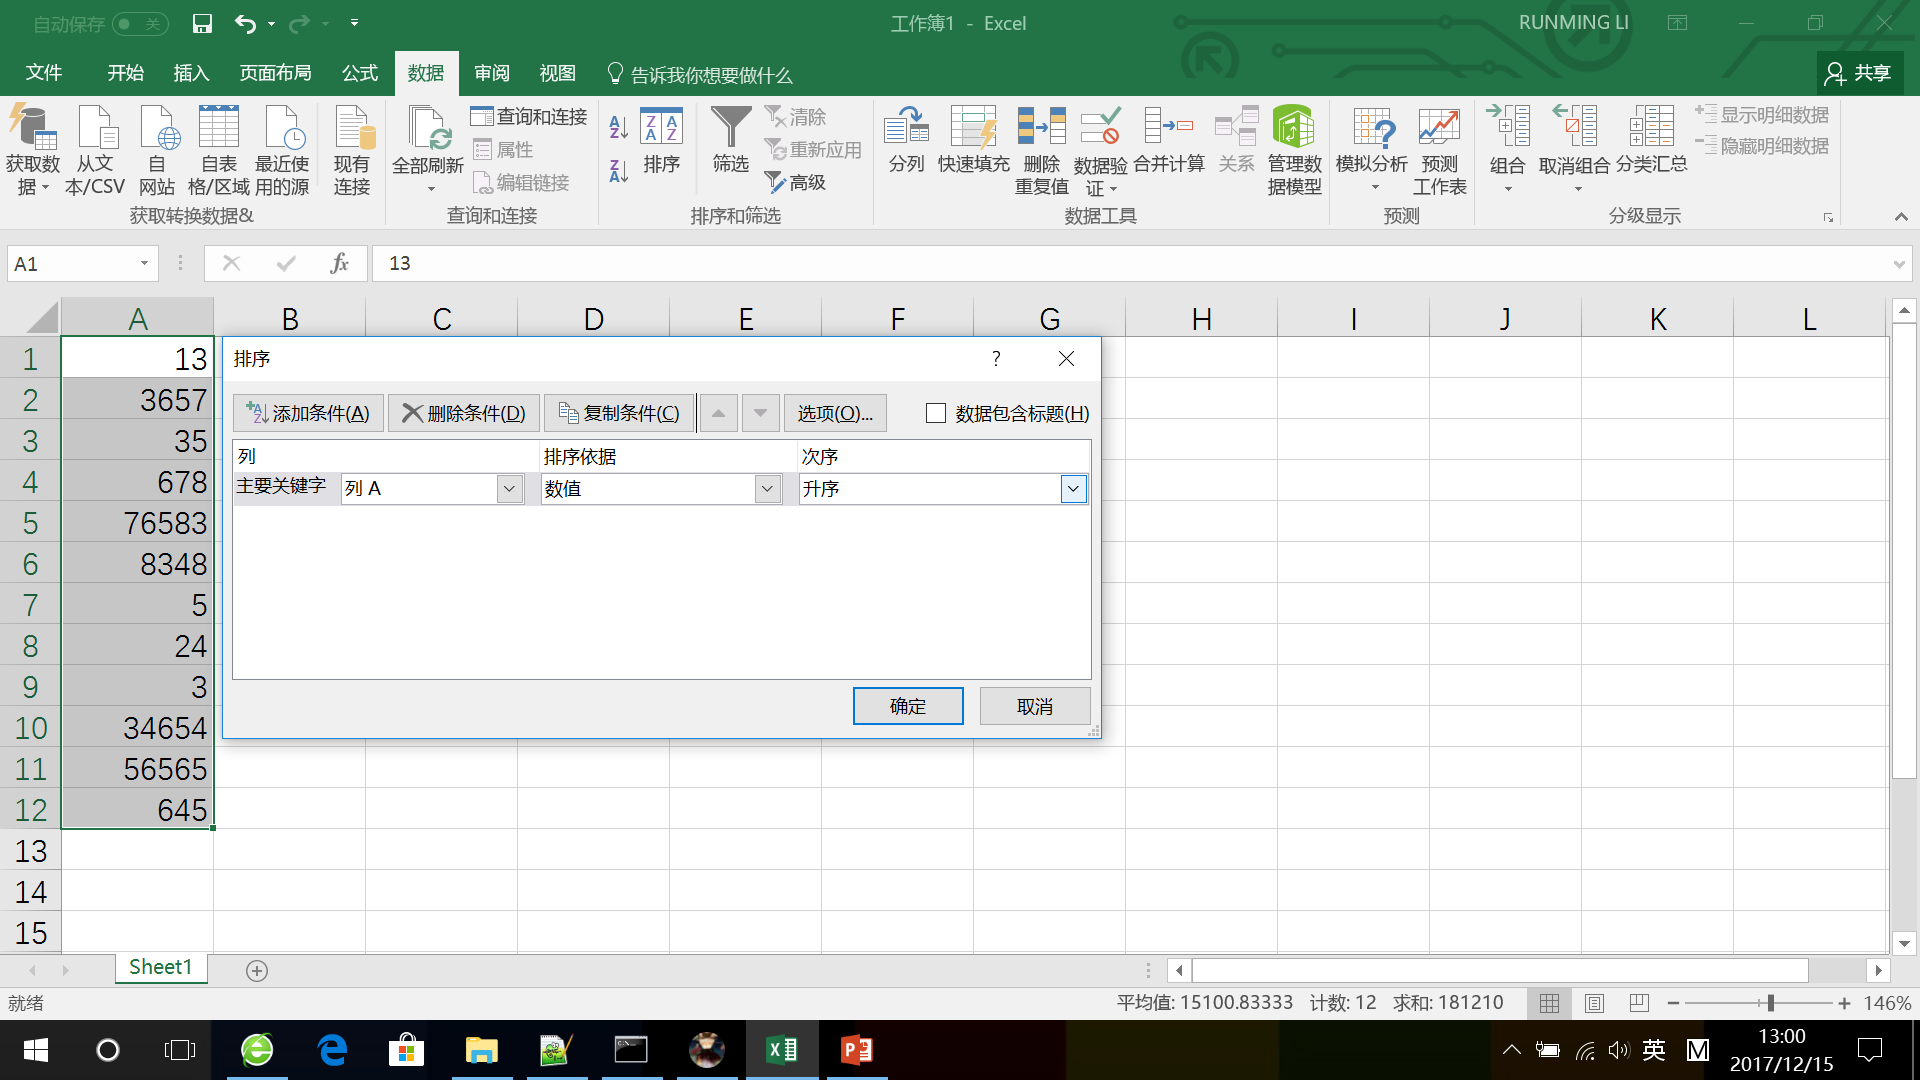 自动保存 关
工作簿1 - Excel
RUNMING LI
文件 开始 插入 页面布局 公式 数据 审阅 视图 告诉我你想要做什么
共享
获取数据
从文本/CSV
自网站
自表格/区域
最近使用的源
现有连接
获取转换数据&
全部刷新
查询和连接
属性
编辑链接
查询和连接
排序
筛选
清除
重新应用
高级
排序和筛选
分列
快速填充
删除重复值
数据验证
合并计算
关系
管理数据模型
数据工具
模拟分析
预测工作表
预测
组合
取消组合
分类汇总
显示明细数据
隐藏明细数据
分级显示
A1
fx
13
A B C D E F G H I J K L
1 13
2 3657
3 35
4 678
5 76583
6 8348
7 5
8 24
9 3
10 34654
11 56565
12 645
13
14
15
排序 ?
添加条件(A) 删除条件(D) 复制条件(C) 选项(O)... 数据包含标题(H)
列 排序依据 次序
主要关键字 列 A 数值 升序
确定 取消
Sheet1
就绪
平均值: 15100.83333 计数: 12 求和: 181210
146%
英
M
13:00
2017/12/15